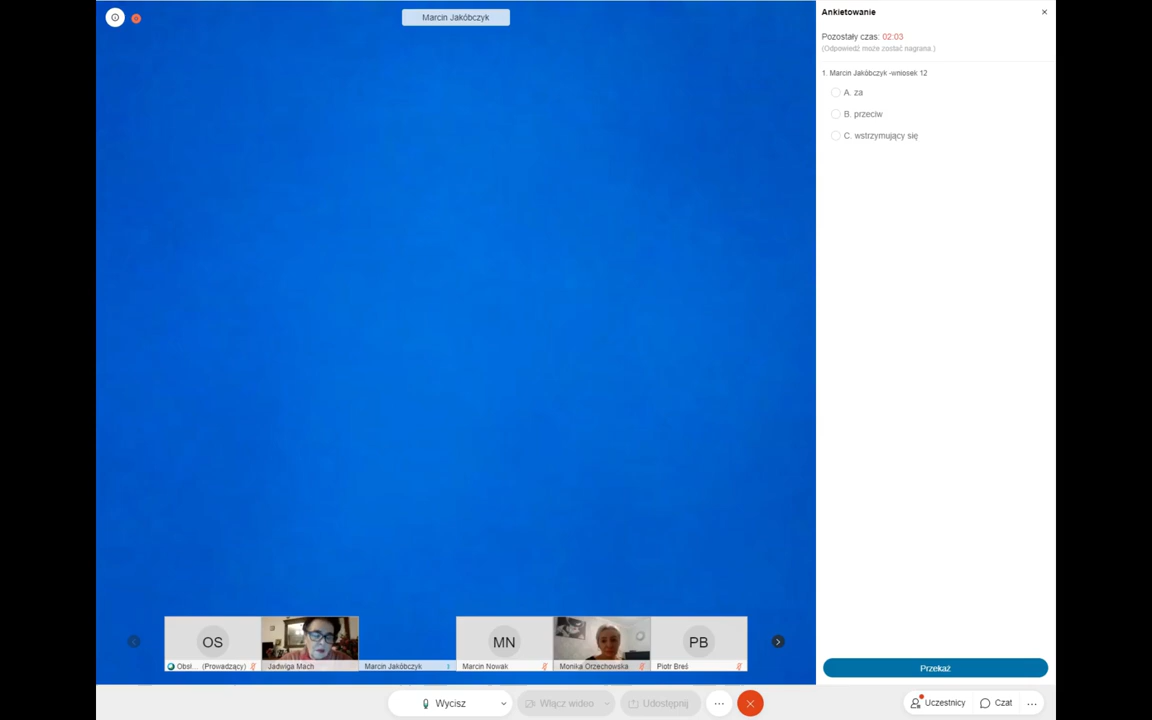 Marcin Jakóbczyk
Ankietowanie
Pozostały czas: 02:03
(Odpowiedź może zostać nagrana.)
1. Marcin Jakóbczyk -wniosek 12
A. za
B. przeciw
C. wstrzymujący się
OS
MN
PB
Obsł... (Prowadzący)
Jadwiga Mach
Marcin Jakóbczyk
Marcin Nowak
Monika Orzechowska
Piotr Breś
Przekaż
Wycisz
Włącz wideo
Udostępnij
Uczestnicy
Czat